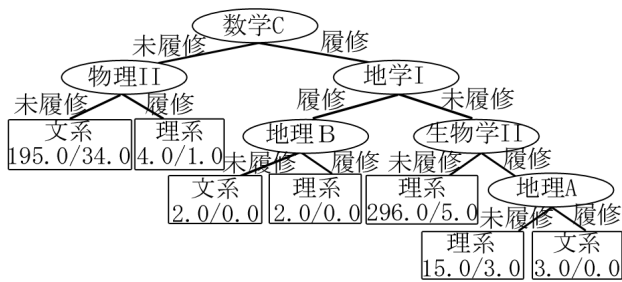 数学C
未履修
履修
物理II
地学I
未履修
履修
履修
未履修
文系
195.0/34.0
理系
4.0/1.0
地理B
生物学II
未履修
履修
未履修
履修
文系
2.0/0.0
理系
2.0/0.0
理系
296.0/5.0
地理A
未履修
履修
理系
15.0/3.0
文系
3.0/0.0